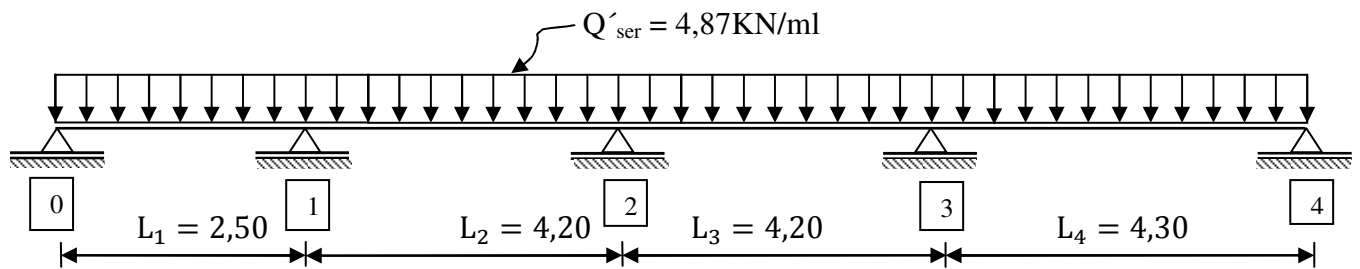 Q´ser = 4,87KN/ml
0 1 2 3 4
L1 = 2,50 L2 = 4,20 L3 = 4,20 L4 = 4,30